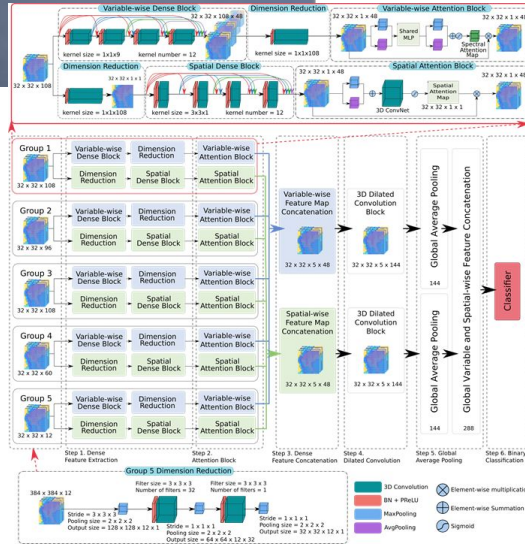 Variable-wise Dense Block
Dimension Reduction
Variable-wise Attention Block
32 x 32 x 108
32 x 32 x 108 x 48
kernel size = 1x1x9
kernel number = 12
kernel size = 1x1x108
32 x 32 x 1 x 48
Shared
MLP
Spectral
Attention
Map
32 x 32 x 1 x 48
Dimension Reduction
Spatial Dense Block
Spatial Attention Block
32 x 32 x 1 x 1
32 x 32 x 1 x 48
kernel size = 1x1x108
kernel size = 3x3x1
kernel number = 12
3D ConvNet
Spatial
Attention
Map
32 x 32 x 1 x 1
32 x 32 x 1 x 48
Group 1
32 x 32 x 108
Variable-wise
Dense Block
Dimension
Reduction
Variable-wise
Attention Block
Dimension
Reduction
Spatial
Dense Block
Spatial
Attention Block
Group 2
32 x 32 x 96
Variable-wise
Dense Block
Dimension
Reduction
Variable-wise
Attention Block
Dimension
Reduction
Spatial
Dense Block
Spatial
Attention Block
Group 3
32 x 32 x 108
Variable-wise
Dense Block
Dimension
Reduction
Variable-wise
Attention Block
Dimension
Reduction
Spatial
Dense Block
Spatial
Attention Block
Group 4
32 x 32 x 60
Variable-wise
Dense Block
Dimension
Reduction
Variable-wise
Attention Block
Dimension
Reduction
Spatial
Dense Block
Spatial
Attention Block
Group 5
32 x 32 x 12
Variable-wise
Dense Block
Dimension
Reduction
Variable-wise
Attention Block
Dimension
Reduction
Spatial
Dense Block
Spatial
Attention Block
Variable-wise
Feature Map
Concatenation
32 x 32 x 5 x 48
3D Dilated
Convolution
Block
32 x 32 x 5 x 144
Spatial-wise
Feature Map
Concatenation
32 x 32 x 5 x 48
3D Dilated
Convolution
Block
32 x 32 x 5 x 144
Global Average Pooling
144
Global Average Pooling
144
Global Variable and Spatial-wise Feature Concatenation
288
Classifier
Step 1. Dense
Feature Extraction
Step 2.
Attention Block
Step 3. Dense
Feature Concatenation
Step 4.
Dilated Convolution
Step 5. Global
Average Pooling
Step 6. Binary
Classification
Group 5 Dimension Reduction
384 x 384 x 12
Filter size = 3 x 3 x 3
Number of filters = 32
Filter size = 3 x 3 x 3
Number of filters = 1
Stride = 3 x 3 x 3
Pooling size = 2 x 2 x 2
Output size = 128 x 128 x 12 x 1
Stride = 1 x 1 x 1
Pooling size = 2 x 2 x 2
Output size = 64 x 64 x 12 x 32
Stride = 1 x 1 x 1
Pooling size = 2 x 2 x 2
Output size = 32 x 32 x 12 x 1
3D Convolution
BN + PReLU
MaxPooling
AvgPooling
Element-wise multiplication
Element-wise Summation
Sigmoid